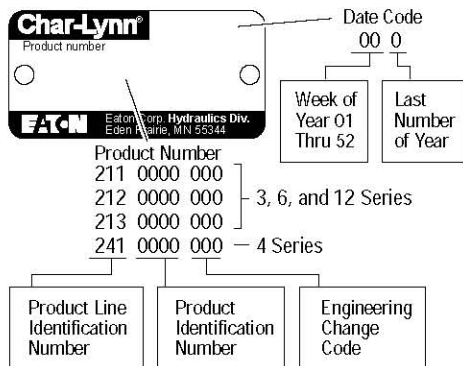 Char-Lynn®
Product number
EATON Eaton Corp. Hydraulics Div.
Eden Prairie, MN 55344
Date Code
00 0
Week of
Year 01
Thru 52
Last
Number
of Year
Product Number
211 0000 000
212 0000 000
213 0000 000
3, 6, and 12 Series
241 0000 000
4 Series
Product Line
Identification
Number
Product
Identification
Number
Engineering
Change
Code